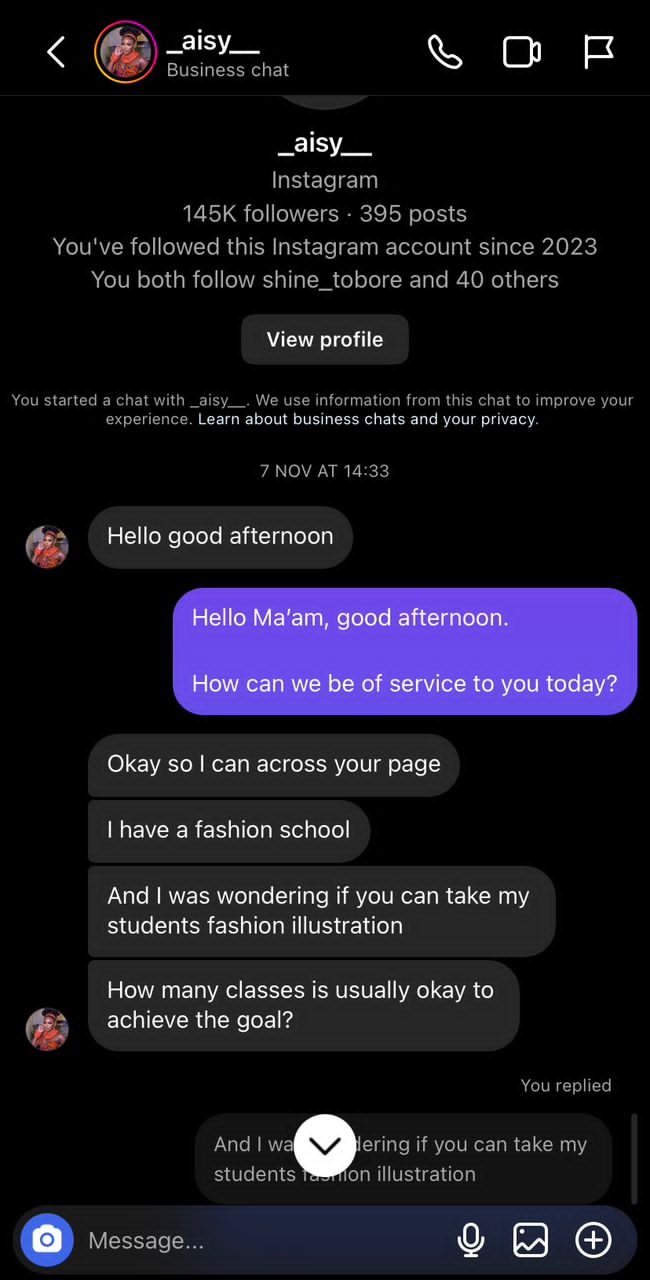 _aisy__
Business chat
_aisy__
Instagram
145K followers · 395 posts
You've followed this Instagram account since 2023
You both follow shine_tobore and 40 others
View profile
You started a chat with _aisy__. We use information from this chat to improve your
experience. Learn about business chats and your privacy.
7 NOV AT 14:33
Hello good afternoon
Hello Ma'am, good afternoon.
How can we be of service to you today?
Okay so I can across your page
I have a fashion school
And I was wondering if you can take my
students fashion illustration
How many classes is usually okay to
achieve the goal?
You replied
And I wa dering if you can take my
students fashion illustration
Message...